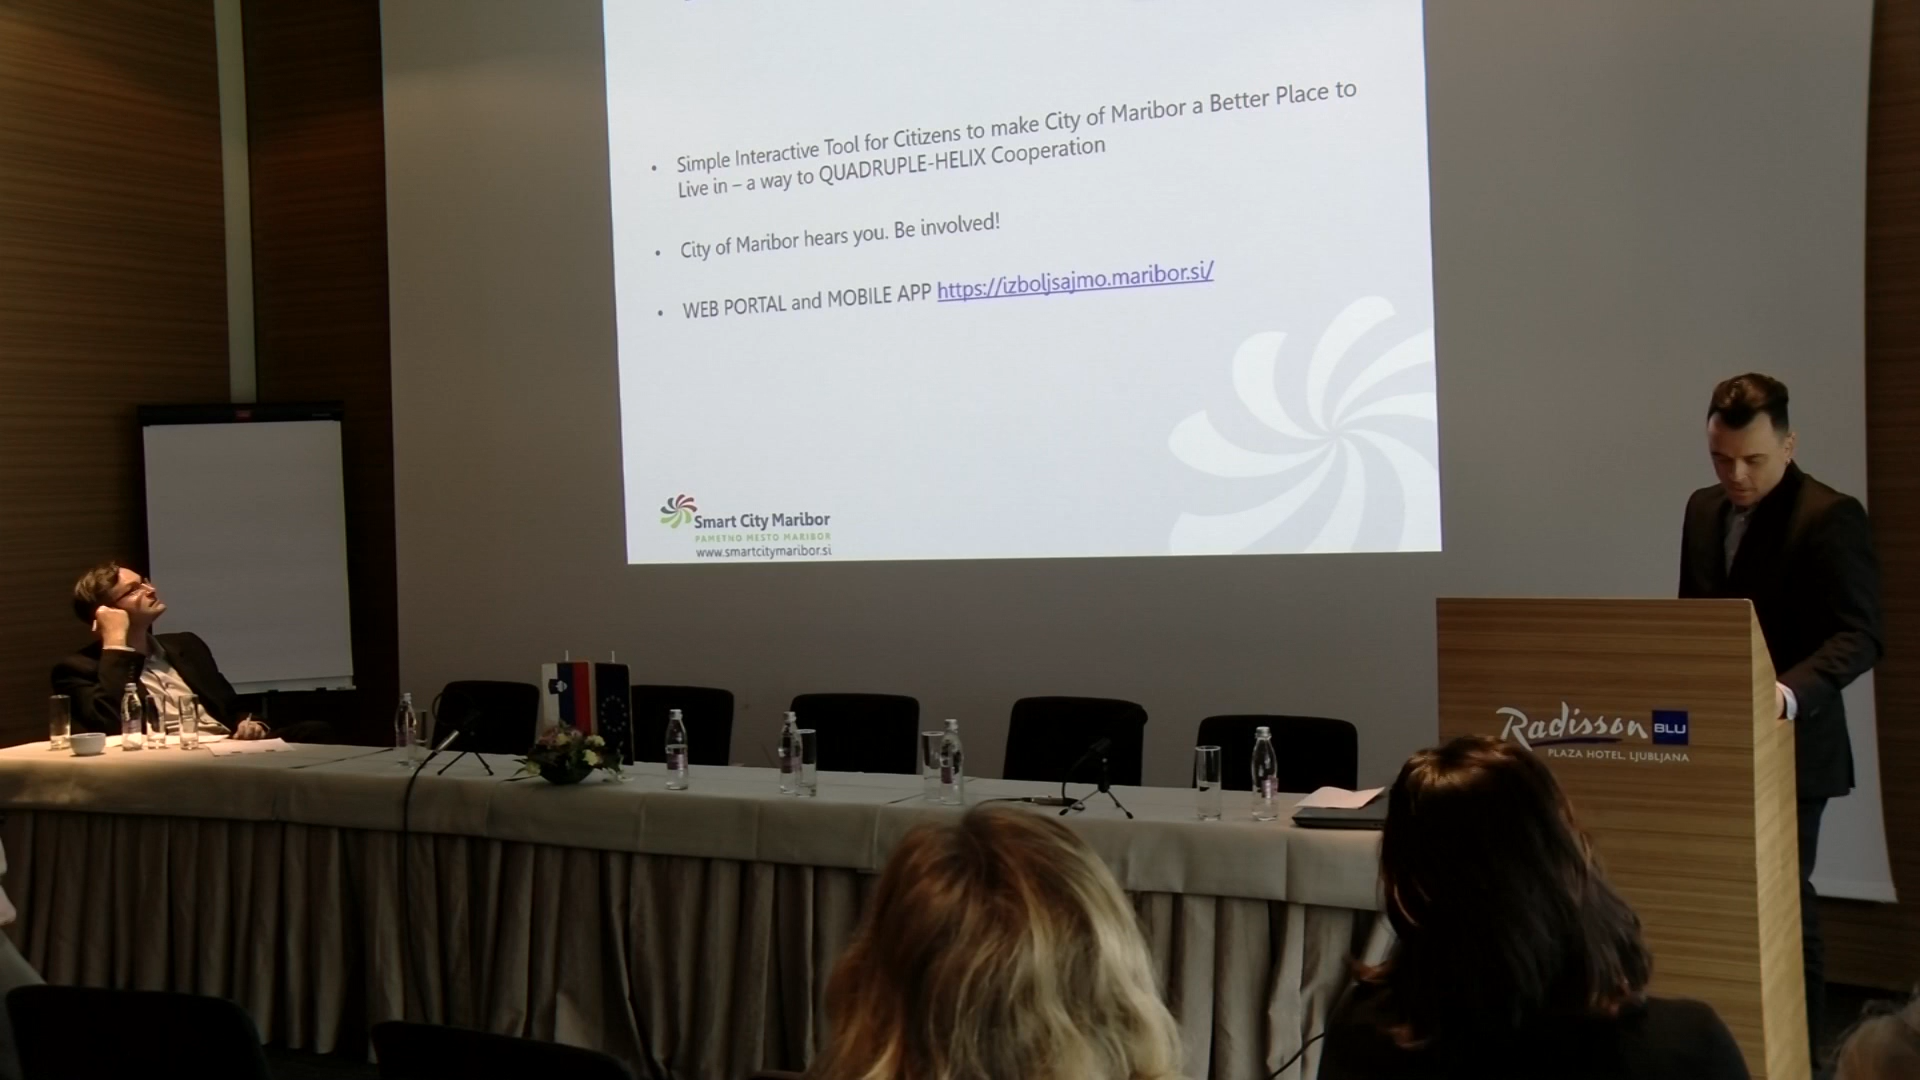 • Simple Interactive Tool for Citizens to make City of Maribor a Better Place to
Live in – a way to QUADRUPLE-HELIX Cooperation
• City of Maribor hears you. Be involved!
• WEB PORTAL and MOBILE APP https://izboljsajmo.maribor.si/
Smart City Maribor
PAMETNO MESTO MARIBOR
www.smartcitymaribor.si
Radisson BLU
PLAZA HOTEL, LJUBLJANA